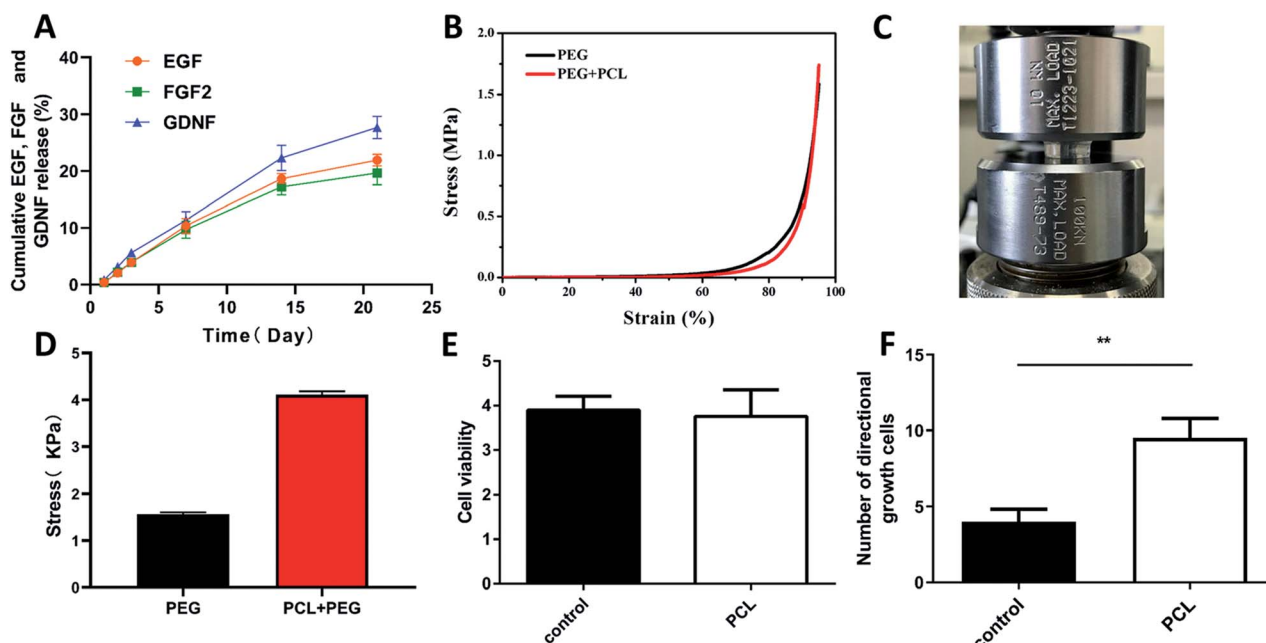 A
Cumulative EGF, FGF and
GDNF release (%)
40
30
20
10
0
EGF
FGF2
GDNF
0 5 10 15 20 25
Time( Day)
B
Stress (MPa)
2.0
1.5
1.0
0.5
0.0
PEG
PEG+PCL
0 20 40 60 80 100
Strain (%)
C
10 KN
MAX. LOAD
T1223-1021
100KN
MAX. LOAD
T489-73
D
Stress( KPa)
5
4
3
2
1
0
PEG PCL+PEG
E
Cell viability
5
4
3
2
1
0
control PCL
F
Number of directional
growth cells
15
10
5
0
**
control PCL